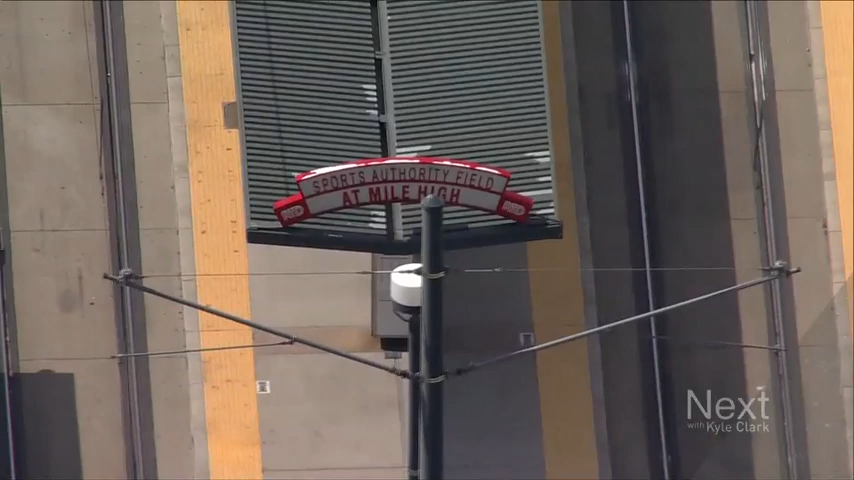 SPORTS AUTHORITY FIELD
AT MILE HIGH
Next
with Kyle Clark